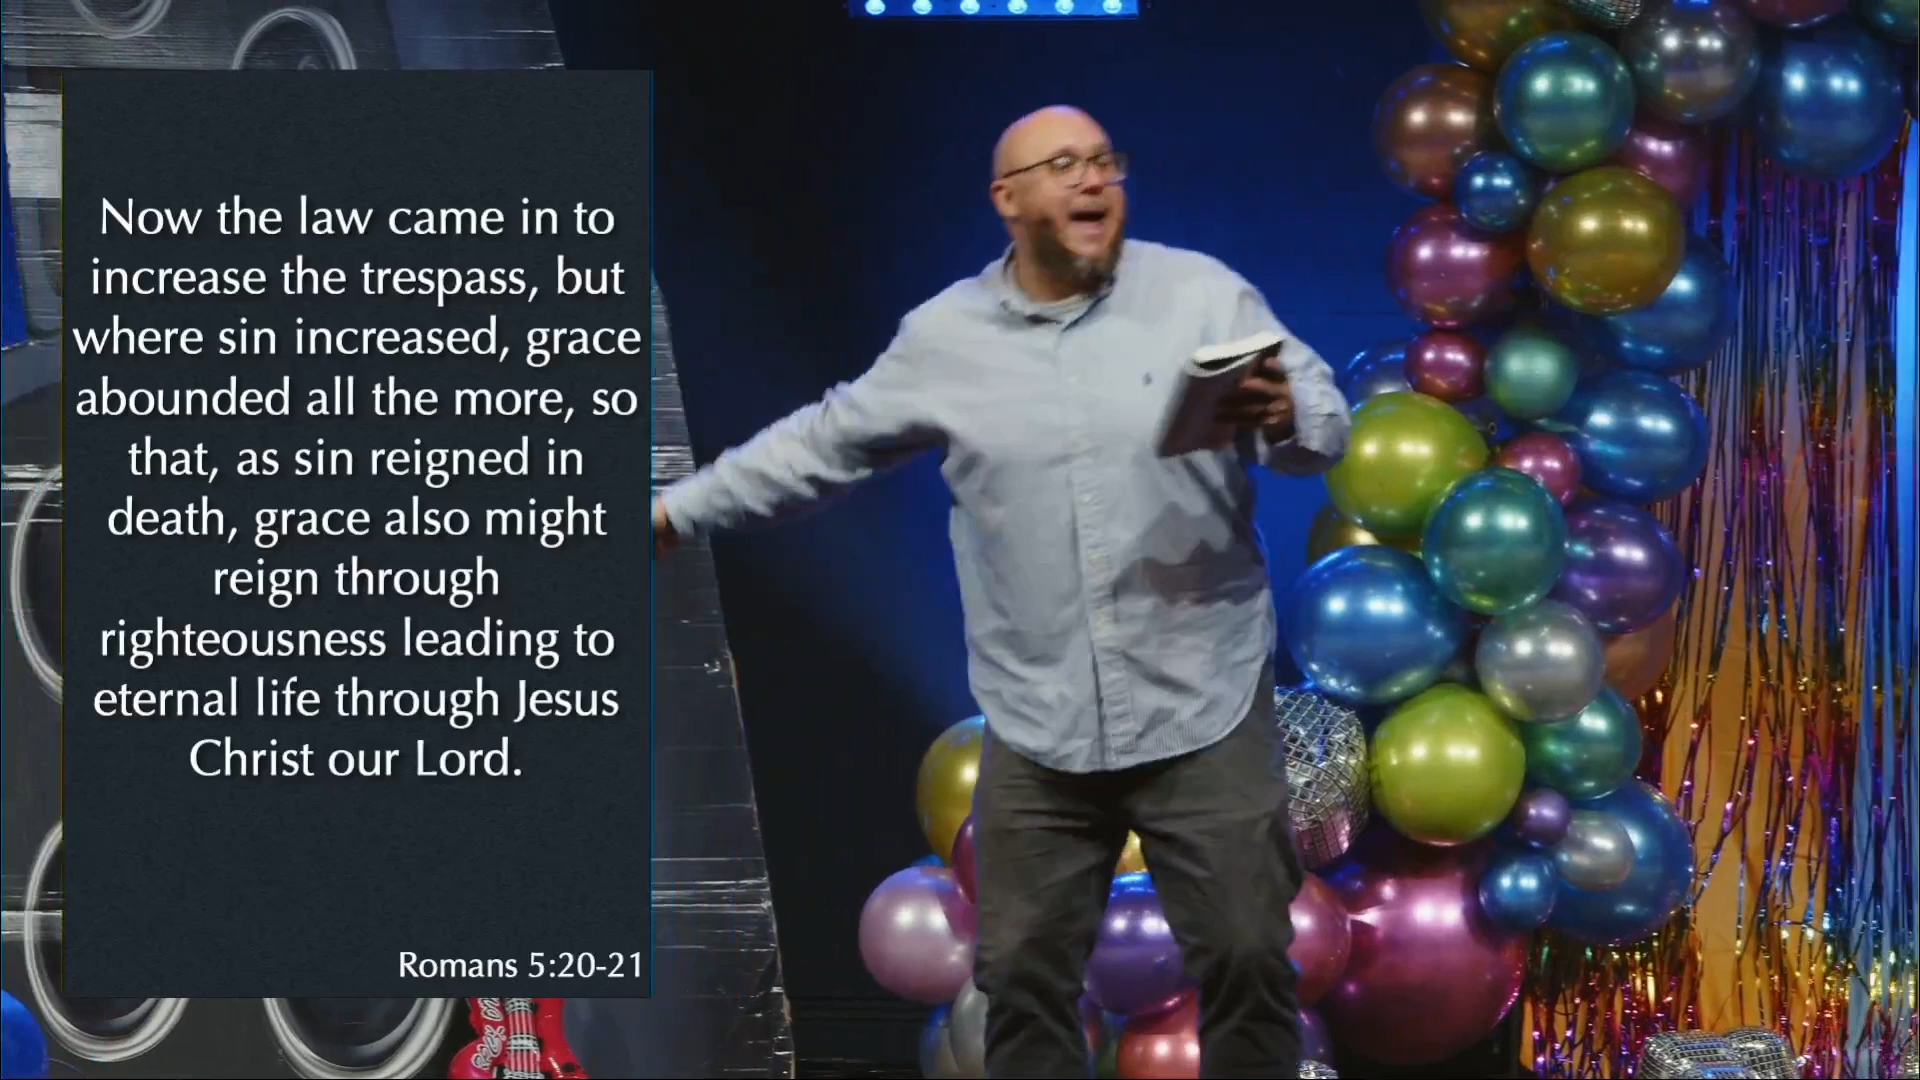 Now the law came in to
increase the trespass, but
where sin increased, grace
abounded all the more, so
that, as sin reigned in
death, grace also might
reign through
righteousness leading to
eternal life through Jesus
Christ our Lord.
Romans 5:20-21